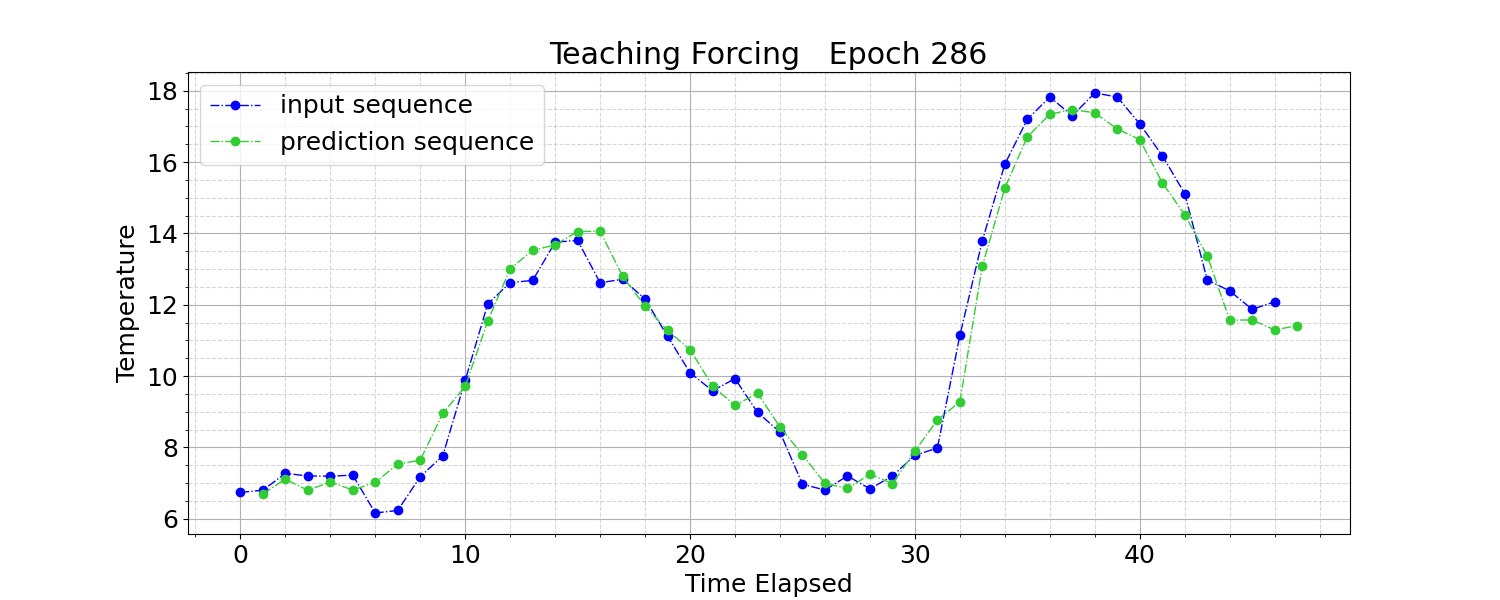 Teaching Forcing   Epoch 286
input sequence
prediction sequence
Temperature
18
16
14
12
10
8
6
0 10 20 30 40
Time Elapsed